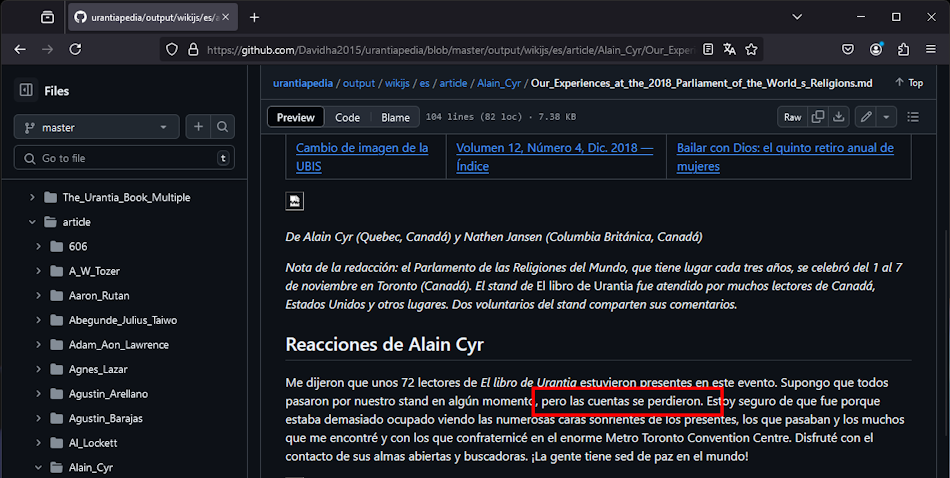 urantiapedia/output/wikijs/es/a
https://github.com/Davidha2015/urantiapedia/blob/master/output/wikijs/es/article/Alain_Cyr/Our_Exper
Files
master
Go to file
t
The_Urantia_Book_Multiple
article
606
A_W_Tozer
Aaron_Rutan
Abegunde_Julius_Taiwo
Adam_Aon_Lawrence
Agnes_Lazar
Agustin_Arellano
Agustin_Barajas
Al_Lockett
Alain_Cyr
urantiapedia / output / wikijs / es / article / Alain_Cyr / Our_Experiences_at_the_2018_Parliament_of_the_World_s_Religions.md
Top
Preview Code Blame 104 lines (82 loc) · 7.38 KB Raw
Cambio de imagen de la UBIS
Volumen 12, Número 4, Dic. 2018 — Índice
Bailar con Dios: el quinto retiro anual de mujeres
De Alain Cyr (Quebec, Canadá) y Nathen Jansen (Columbia Británica, Canadá)
Nota de la redacción: el Parlamento de las Religiones del Mundo, que tiene lugar cada tres años, se celebró del 1 al 7
de noviembre en Toronto (Canadá). El stand de El libro de Urantia fue atendido por muchos lectores de Canadá,
Estados Unidos y otros lugares. Dos voluntarios del stand comparten sus comentarios.
Reacciones de Alain Cyr
Me dijeron que unos 72 lectores de El libro de Urantia estuvieron presentes en este evento. Supongo que todos
pasaron por nuestro stand en algún momento, pero las cuentas se perdieron. Estoy seguro de que fue porque
estaba demasiado ocupado viendo las numerosas caras sonrientes de los presentes, los que pasaban y los muchos
que me encontré y con los que confraternicé en el enorme Metro Toronto Convention Centre. Disfruté con el
contacto de sus almas abiertas y buscadoras. ¡La gente tiene sed de paz en el mundo!